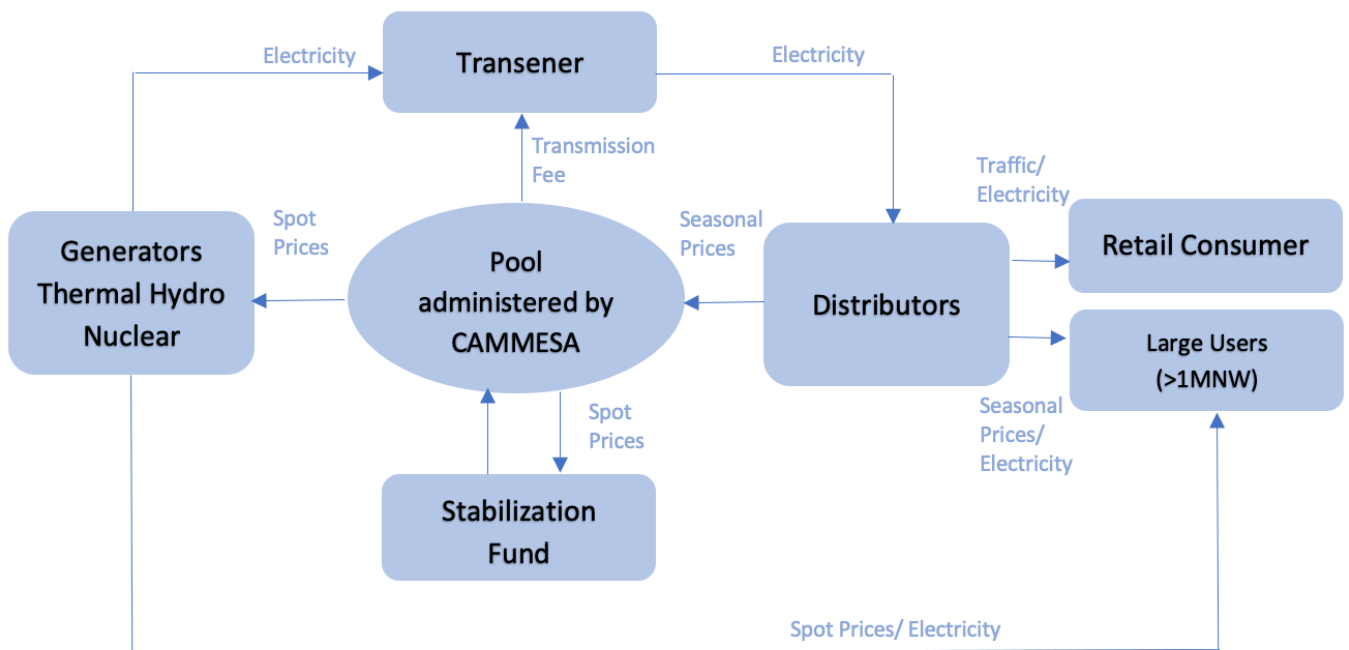 Electricity
Transener
Electricity
Transmission
Fee
Traffic/
Electricity
Spot
Prices
Seasonal
Prices
Generators
Thermal Hydro
Nuclear
Pool
administered by
CAMMESA
Distributors
Retail Consumer
Large Users
(>1MNW)
Spot
Prices
Seasonal
Prices/
Electricity
Stabilization
Fund
Spot Prices/ Electricity